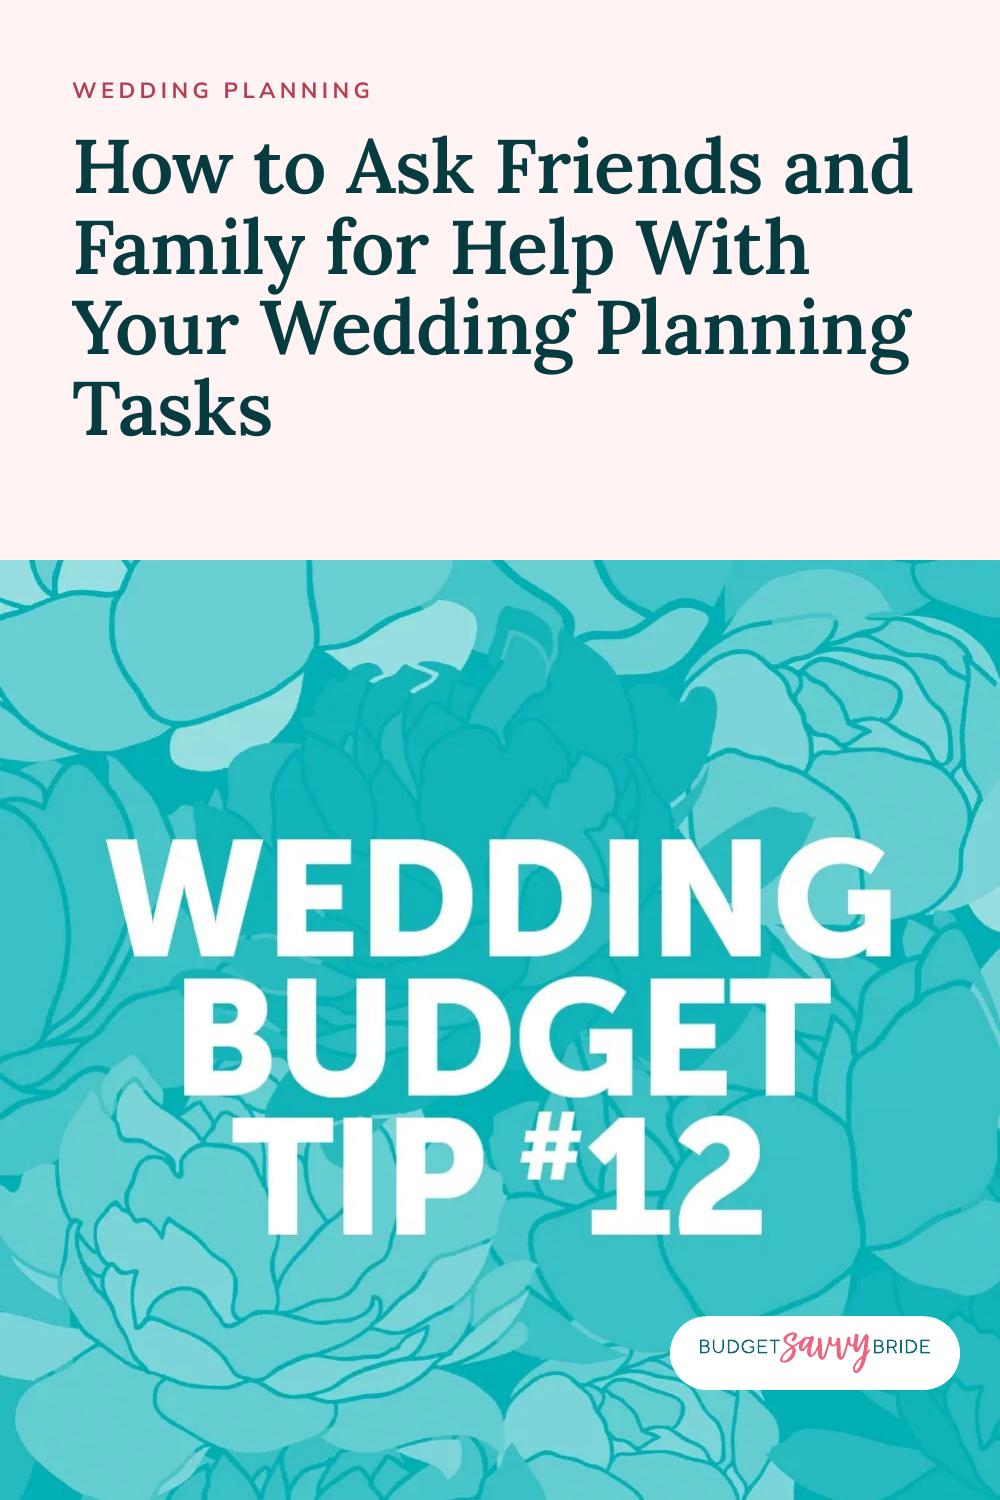 WEDDING PLANNING
How to Ask Friends and
Family for Help With
Your Wedding Planning
Tasks
WEDDING
BUDGET
TIP #12
BUDGET savvy BRIDE